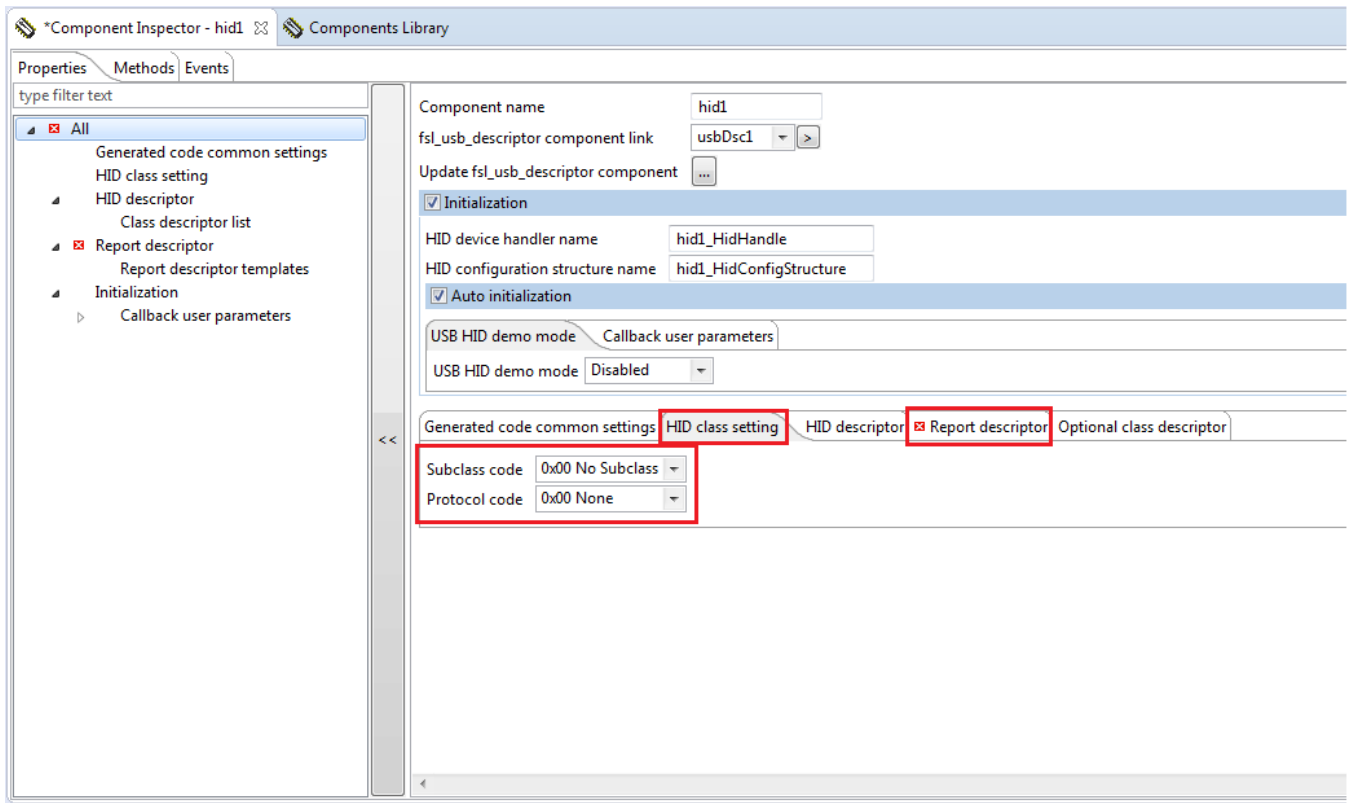 *Component Inspector - hid1 Components Library
Properties Methods Events
type filter text
All
Generated code common settings
HID class setting
HID descriptor
Class descriptor list
Report descriptor
Report descriptor templates
Initialization
Callback user parameters
<<
Component name hid1
fsl_usb_descriptor component link usbDsc1 >
Update fsl_usb_descriptor component ...
Initialization
HID device handler name hid1_HidHandle
HID configuration structure name hid1_HidConfigStructure
Auto initialization
USB HID demo mode Callback user parameters
USB HID demo mode Disabled
Generated code common settings HID class setting HID descriptor Report descriptor Optional class descriptor
Subclass code 0x00 No Subclass
Protocol code 0x00 None